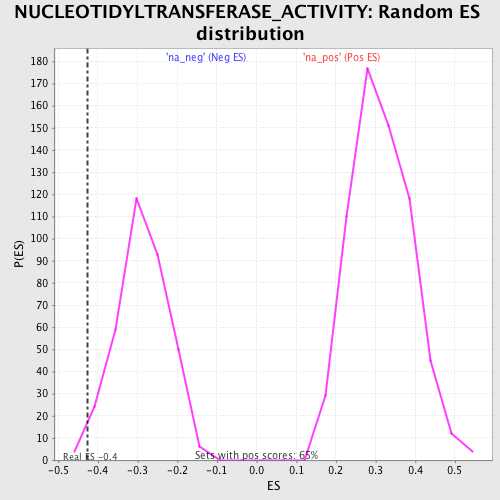 NUCLEOTIDYLTRANSFERASE_ACTIVITY: Random ES
distribution
'na_neg' (Neg ES) 'na_pos' (Pos ES)
180
170
160
150
140
130
120
110
100
90
80
70
60
50
40
30
20
10
0
P(ES)
Real ES -0.4 Sets with pos scores: 65%
-0.5 -0.4 -0.3 -0.2 -0.1 0.0 0.1 0.2 0.3 0.4 0.5
ES